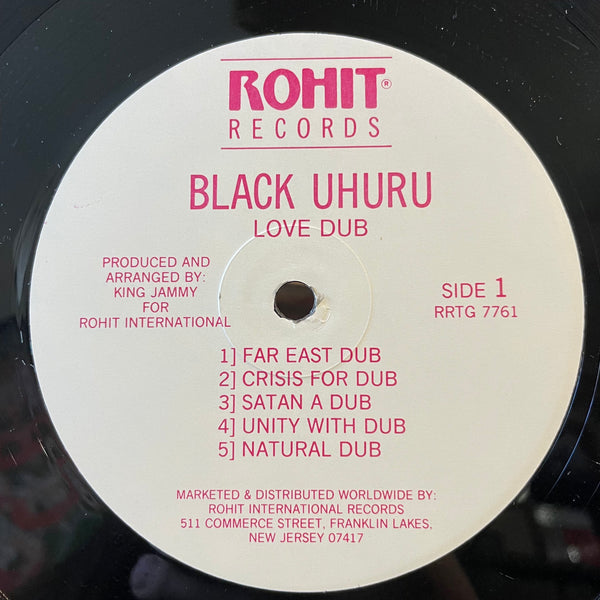 ROHIT®
RECORDS
BLACK UHURU
LOVE DUB
PRODUCED AND
ARRANGED BY:
KING JAMMY
FOR
ROHIT INTERNATIONAL
SIDE 1
RRTG 7761
1] FAR EAST DUB
2] CRISIS FOR DUB
3] SATAN A DUB
4] UNITY WITH DUB
5] NATURAL DUB
MARKETED & DISTRIBUTED WORLDWIDE BY:
ROHIT INTERNATIONAL RECORDS
511 COMMERCE STREET, FRANKLIN LAKES,
NEW JERSEY 07417